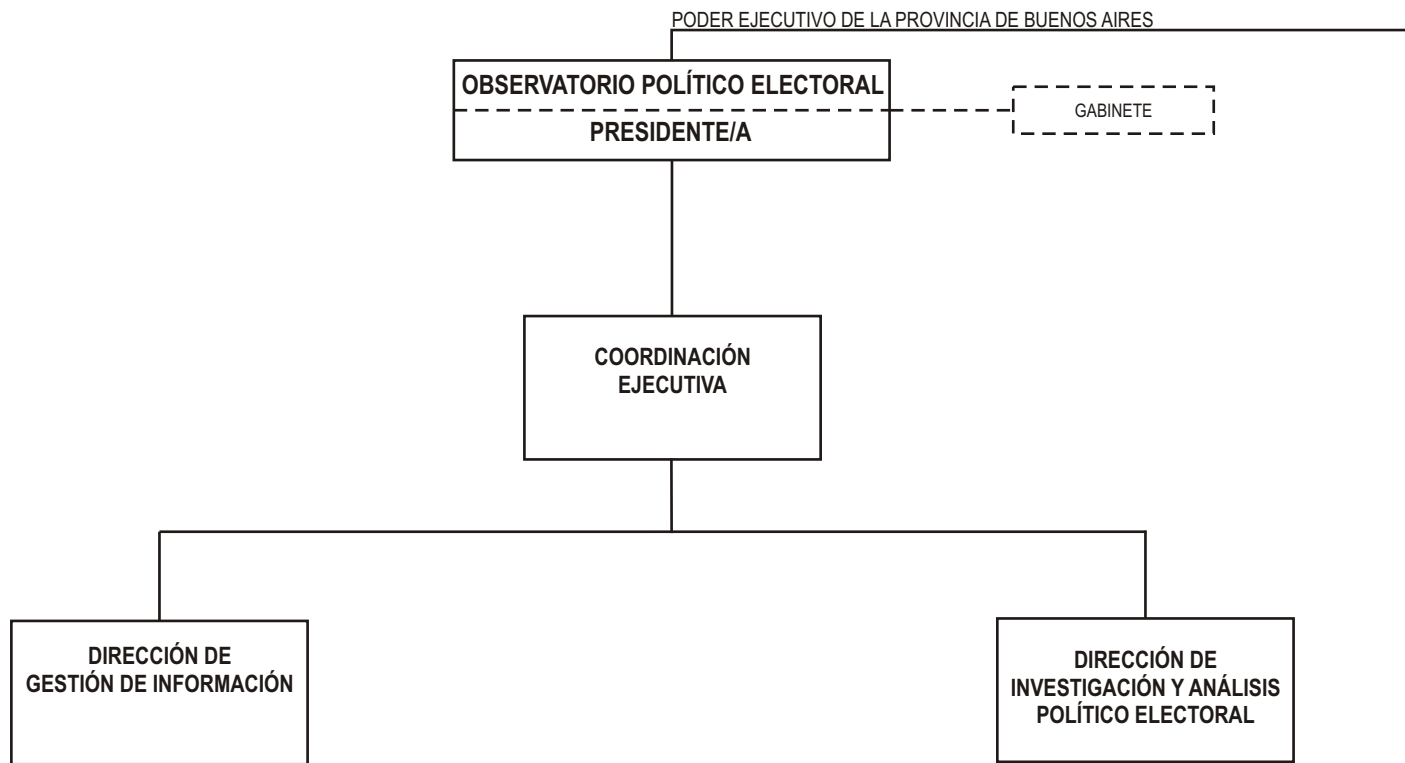 PODER EJECUTIVO DE LA PROVINCIA DE BUENOS AIRES
OBSERVATORIO POLÍTICO ELECTORAL
PRESIDENTE/A
GABINETE
COORDINACIÓN
EJECUTIVA
DIRECCIÓN DE
GESTIÓN DE INFORMACIÓN
DIRECCIÓN DE
INVESTIGACIÓN Y ANÁLISIS
POLÍTICO ELECTORAL